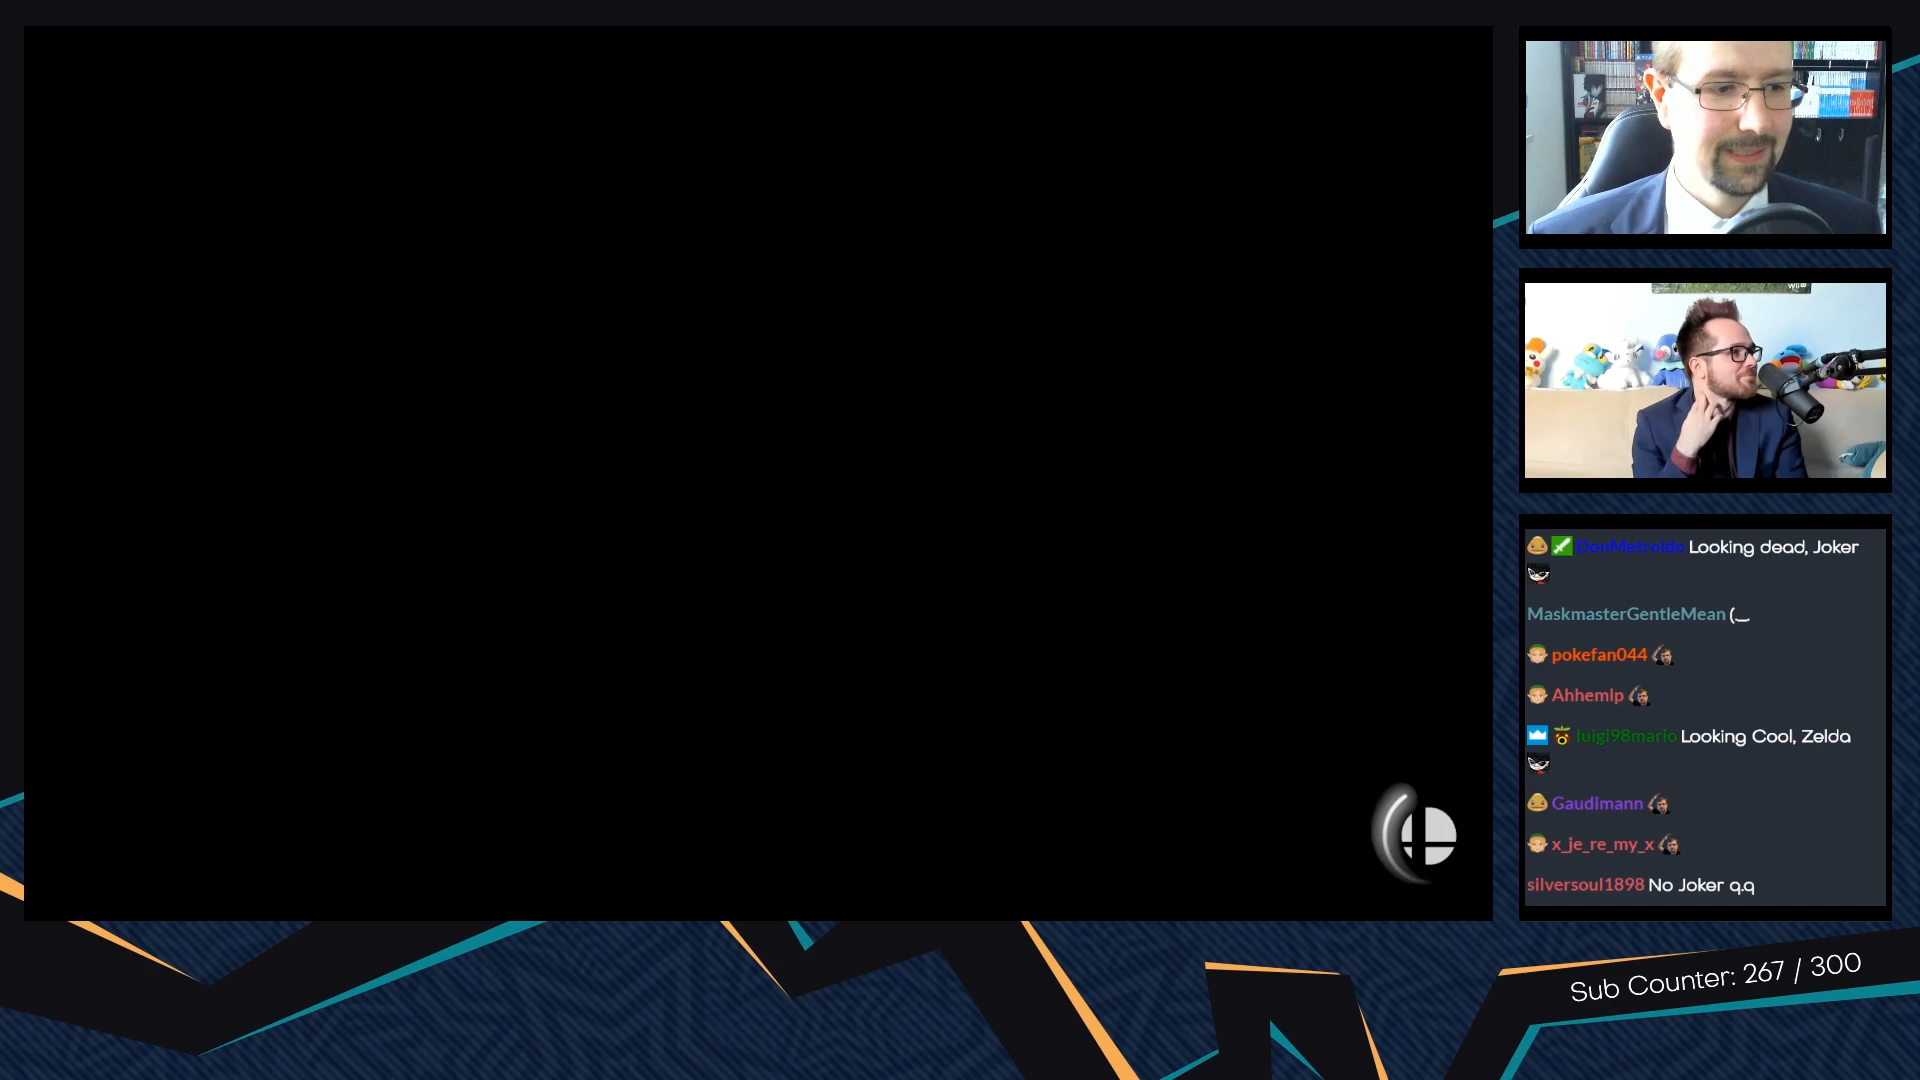 DonMetroido Looking dead, Joker
MaskmasterGentleMean (‿
pokefan044
Ahhemlp
luigi98mario Looking Cool, Zelda
Gaudimann
x_je_re_my_x
silversoul1898 No Joker q.q
Sub Counter: 267 / 300